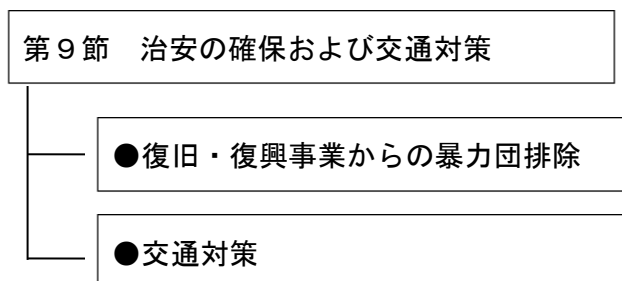 第９節　治安の確保および交通対策
●復旧・復興事業からの暴力団排除
●交通対策